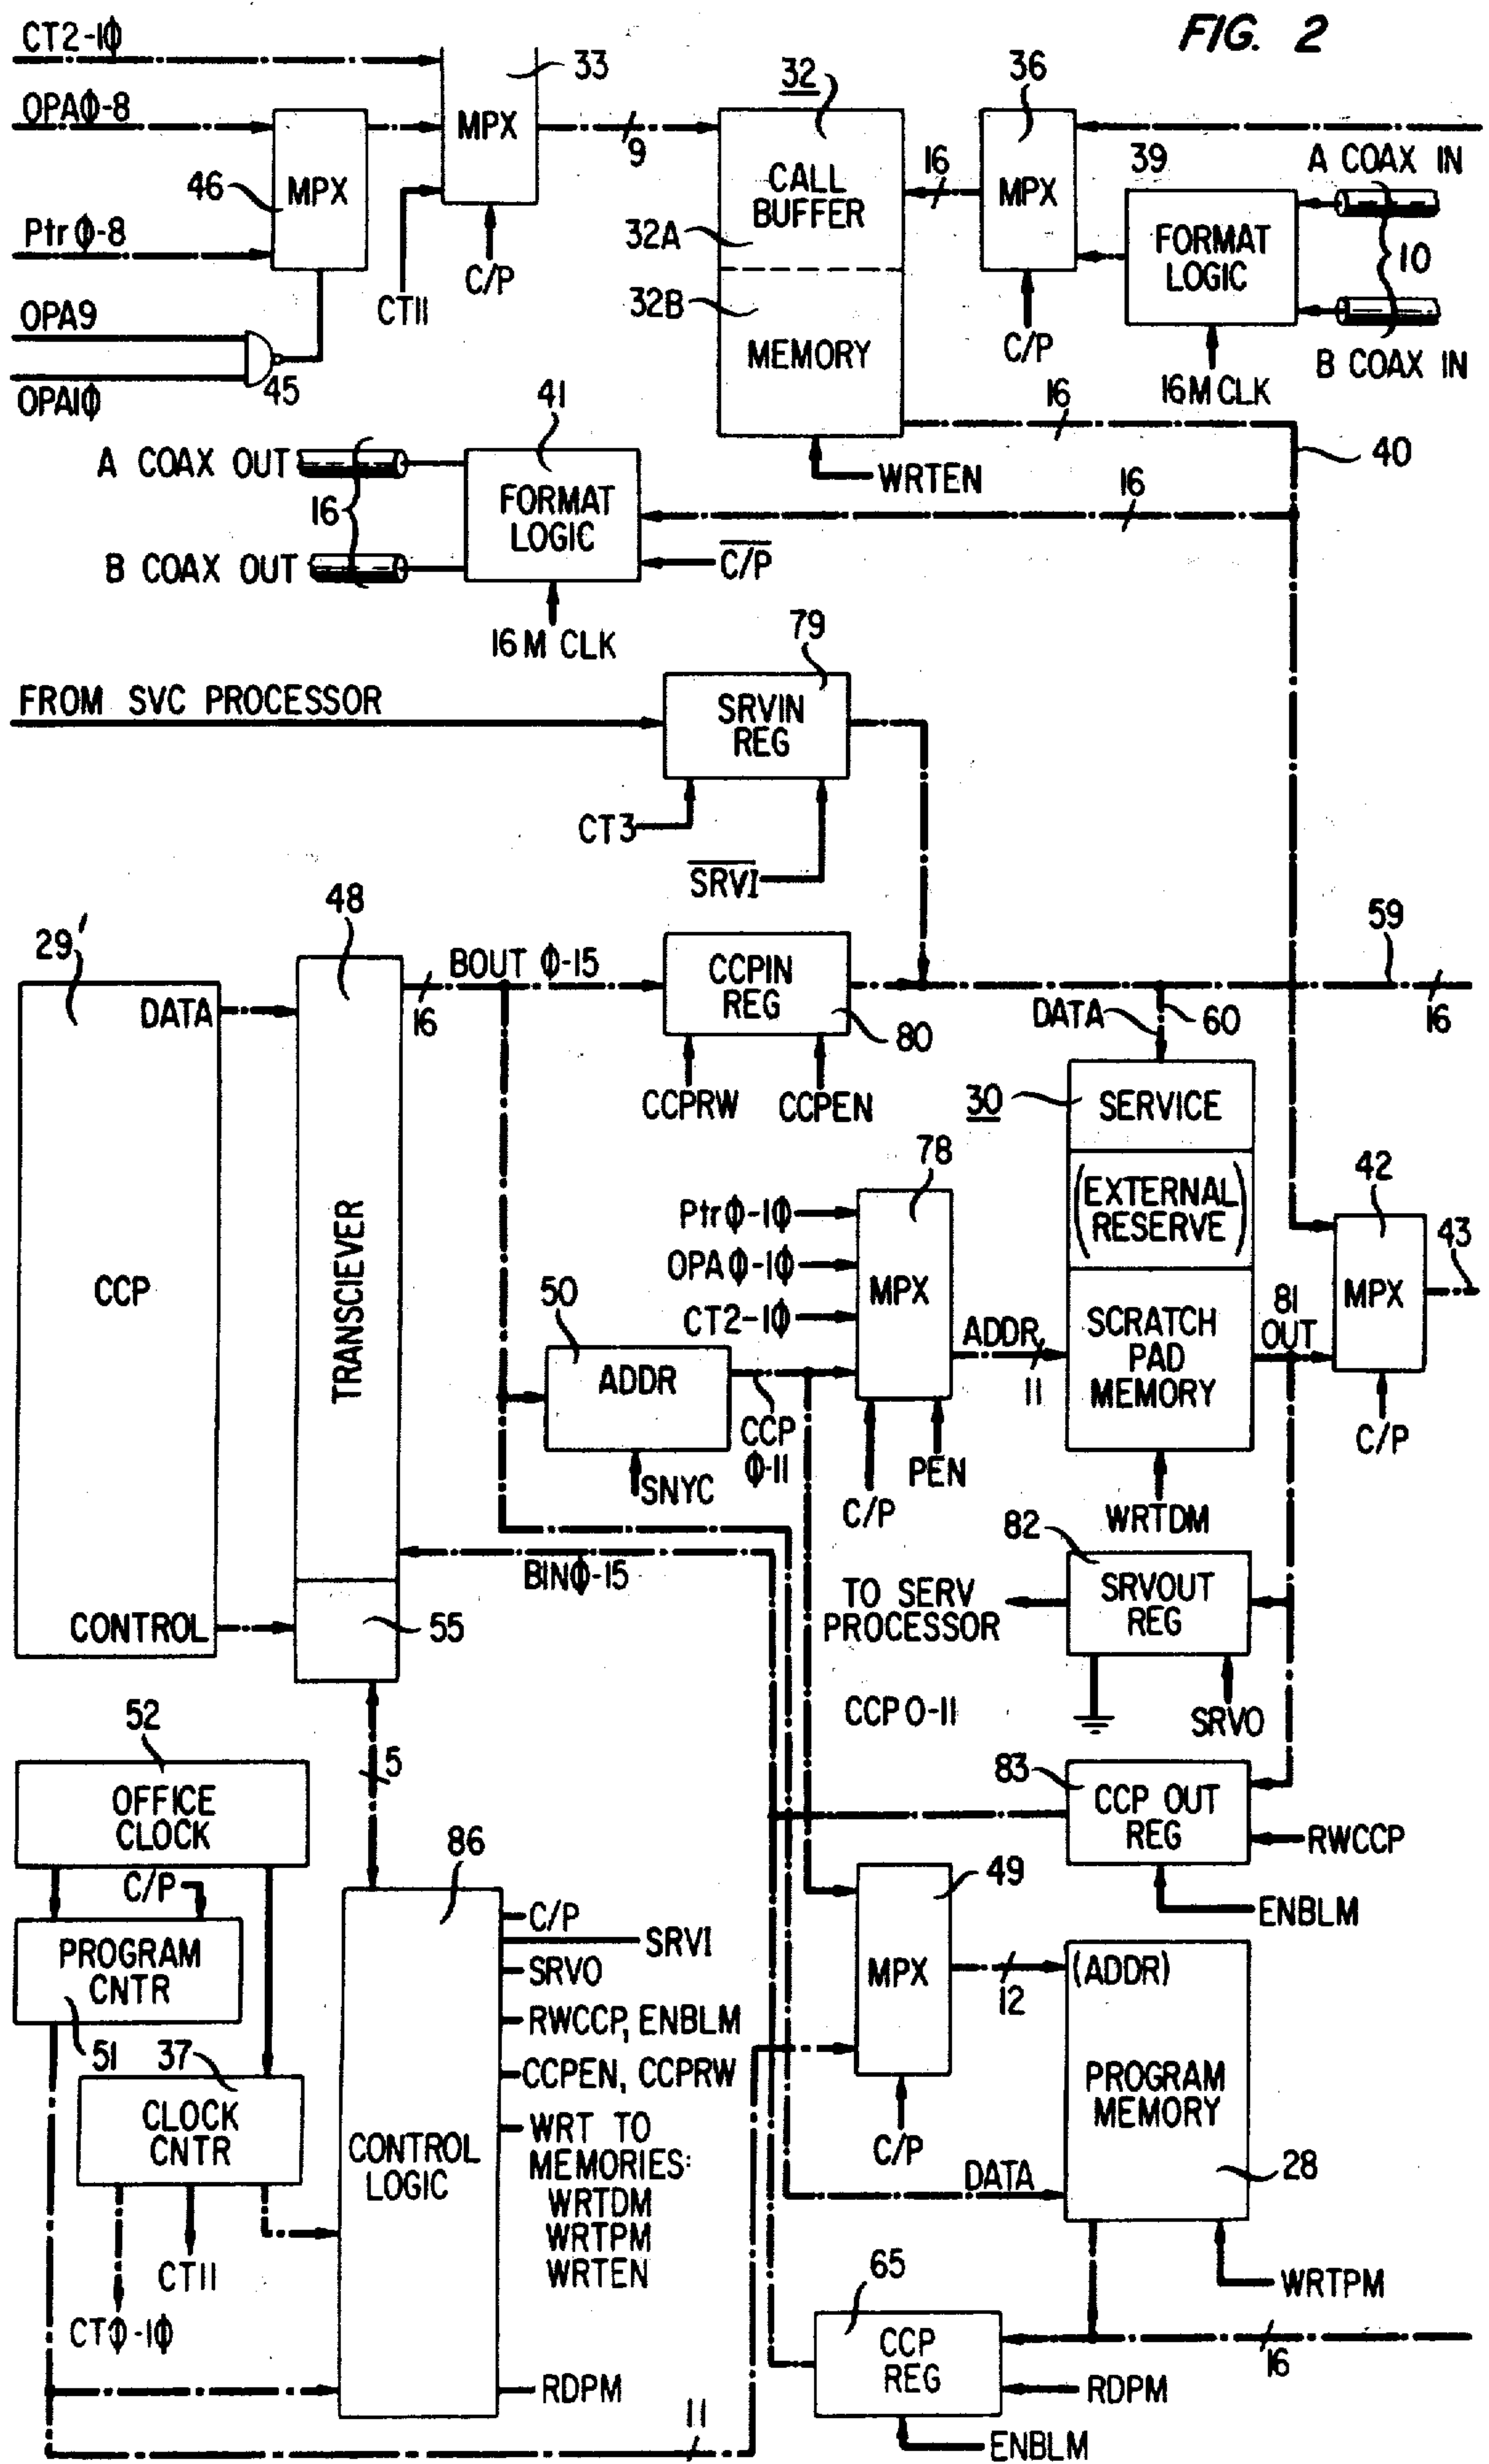 FIG. 2
CT2-1Φ
33
OPAΦ-8
MPX
9
32
36
46
MPX
CALL
BUFFER
32A
16
MPX
39
A COAX IN
FORMAT
LOGIC
10
PtrΦ-8
C/P
CT11
32B
MEMORY
C/P
B COAX IN
OPA9
45
OPA1Φ
16M CLK
41
16
A COAX OUT
16
FORMAT
LOGIC
WRTEN
16
40
B COAX OUT
C/P
16M CLK
79
FROM SVC PROCESSOR
SRVIN
REG
CT3
SRVI
29'
48
BOUT Φ-15
CCPIN
REG
59
DATA
16
80
DATA
60
16
CCPRW
CCPEN
30
SERVICE
78
(EXTERNAL
RESERVE)
42
PtrΦ-1Φ
OPAΦ-1Φ
CT2-1Φ
MPX
43
CCP
TRANSCIEVER
50
ADDR
ADDR
11
SCRATCH
PAD
MEMORY
81
OUT
MPX
CCP
Φ-11
SNYC
C/P
PEN
C/P
WRTDM
82
BINΦ-15
TO SERV
PROCESSOR
SRVOUT
REG
CONTROL
55
CCP 0-11
SRVO
52
5
83
OFFICE
CLOCK
CCP OUT
REG
RWCCP
C/P
86
49
ENBLM
C/P
SRVI
PROGRAM
CNTR
SRVO
MPX
12
(ADDR)
RWCCP, ENBLM
51
37
CCPEN, CCPRW
PROGRAM
MEMORY
CLOCK
CNTR
CONTROL
LOGIC
WRT TO
MEMORIES:
WRTDM
WRTPM
WRTEN
C/P
DATA
28
CT11
WRTPM
CTΦ-1Φ
65
CCP
REG
16
RDPM
RDPM
11
ENBLM